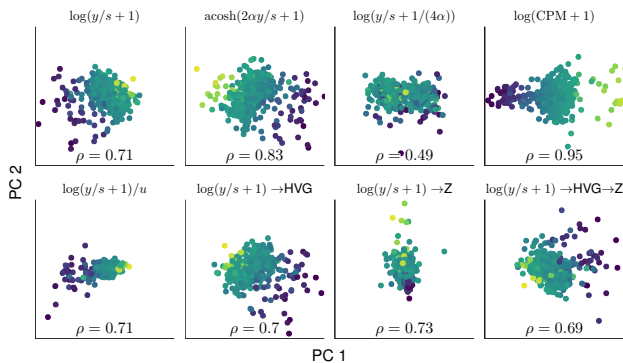 log(y/s + 1)
acosh(2αy/s + 1)
log(y/s + 1/(4α))
log(CPM + 1)
ρ = 0.71
ρ = 0.83
ρ = 0.49
ρ = 0.95
PC 2
log(y/s + 1)/u
log(y/s + 1) →HVG
log(y/s + 1) →Z
log(y/s + 1) →HVG→Z
ρ = 0.71
ρ = 0.7
ρ = 0.73
ρ = 0.69
PC 1